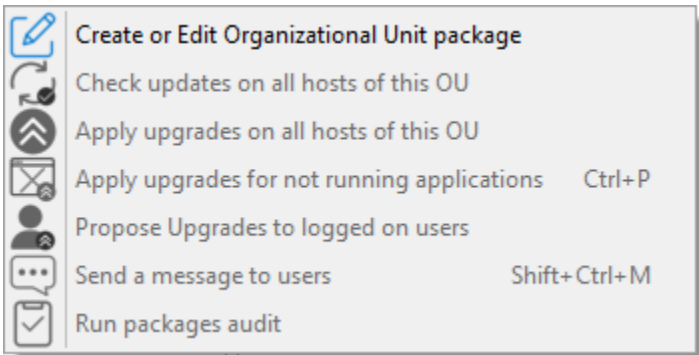 Create or Edit Organizational Unit package
Check updates on all hosts of this OU
Apply upgrades on all hosts of this OU
Apply upgrades for not running applications Ctrl+P
Propose Upgrades to logged on users
Send a message to users Shift+Ctrl+M
Run packages audit